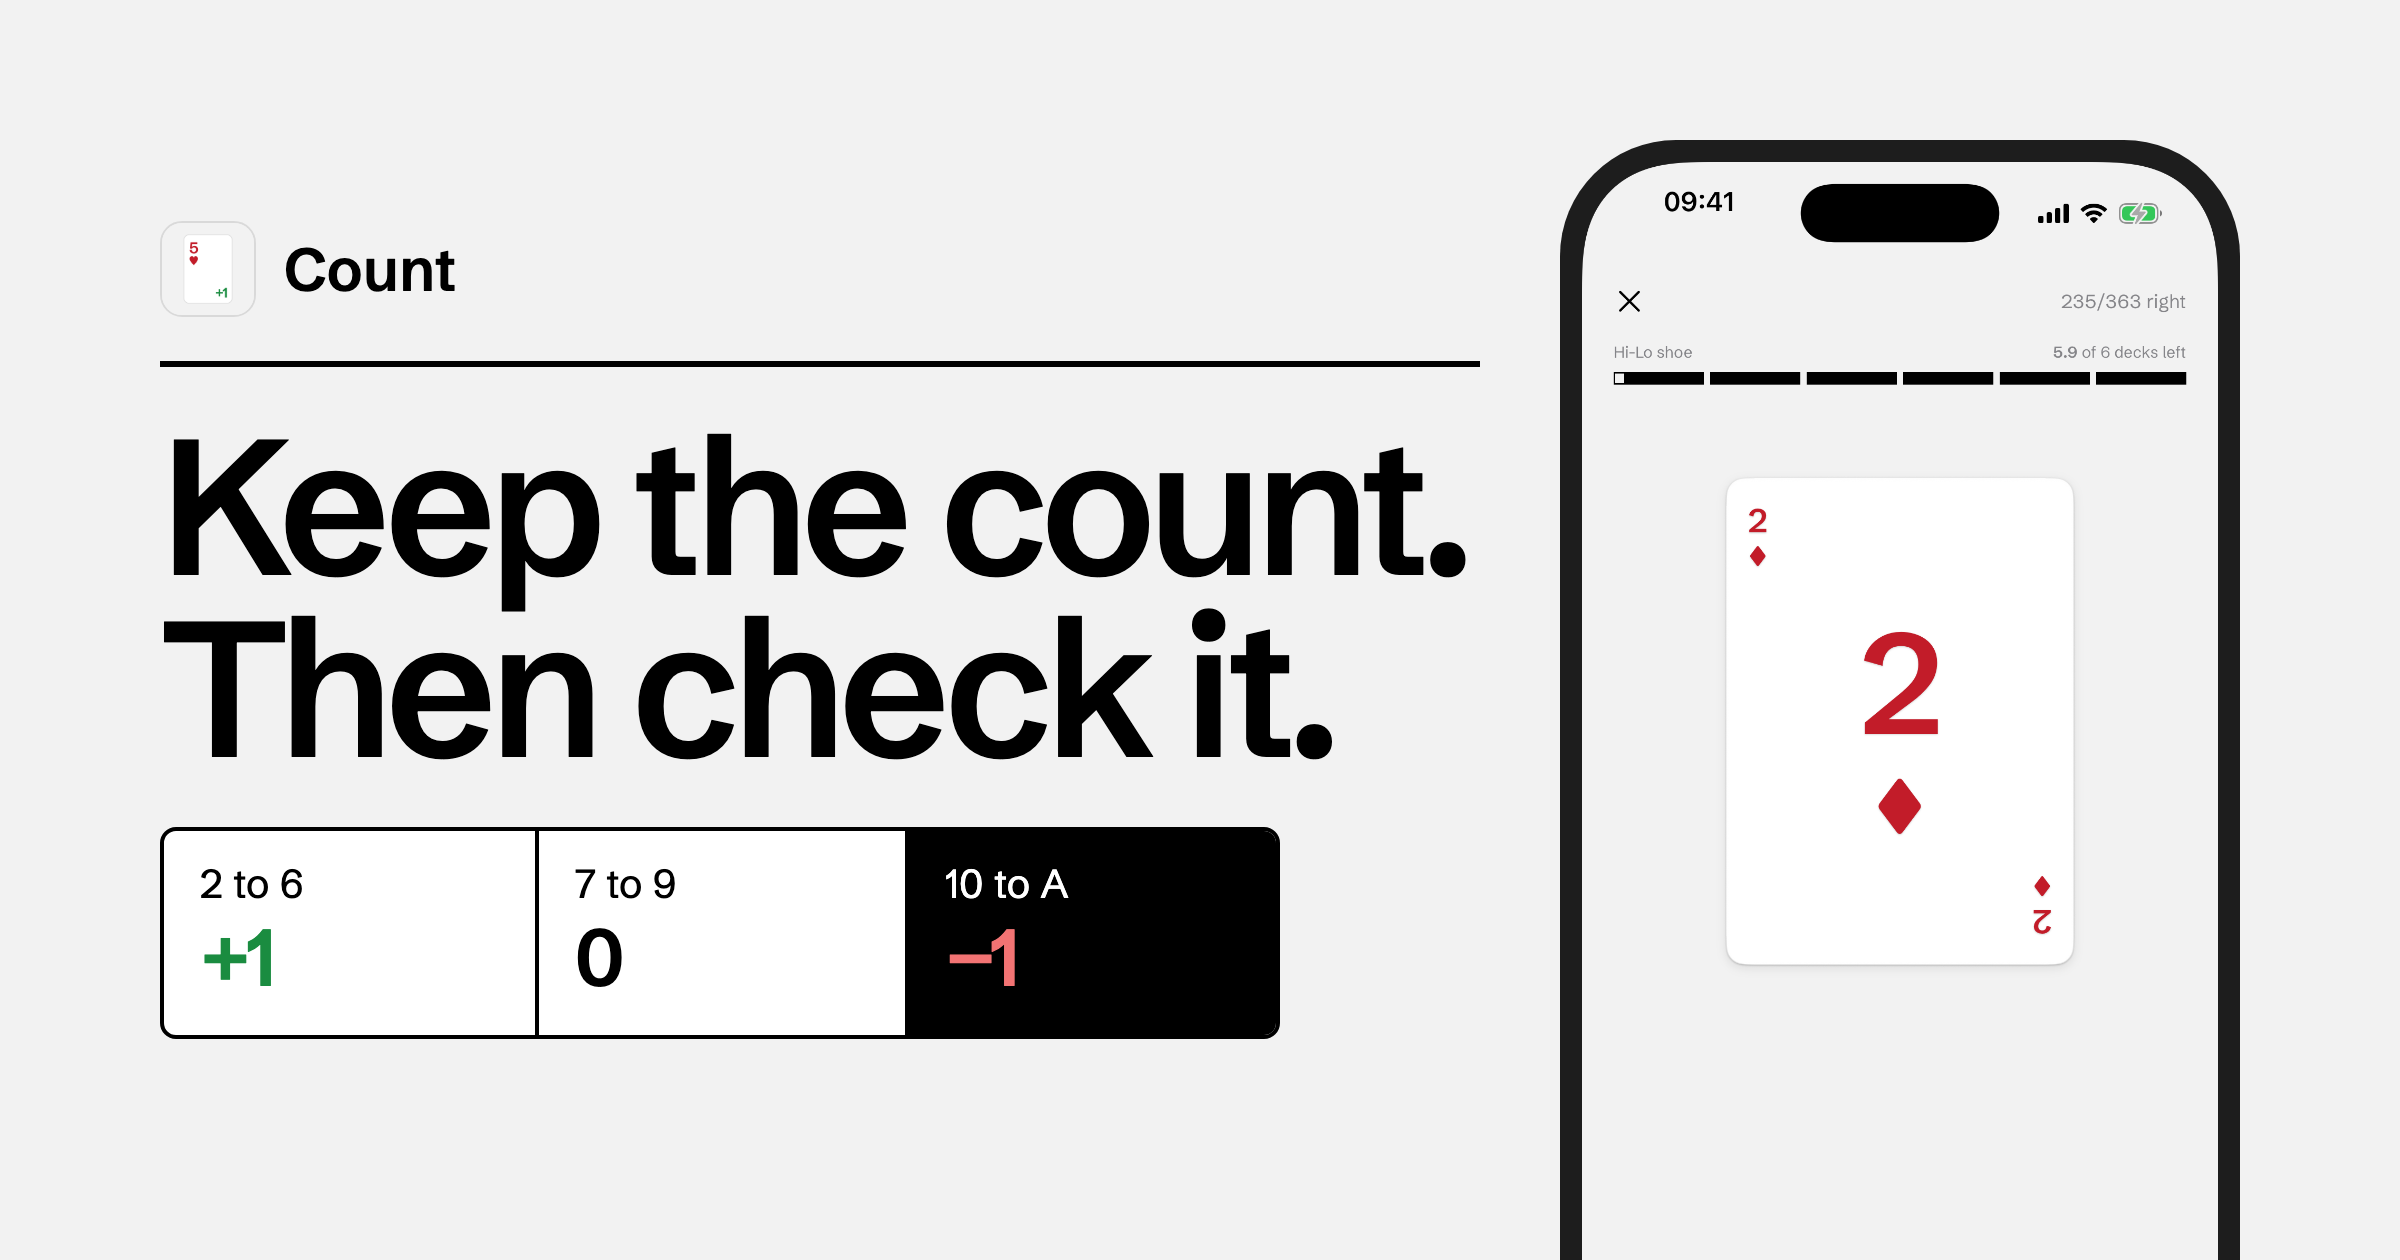 5
+1
Count
Keep the count.
Then check it.
2 to 6
+1
7 to 9
0
10 to A
−1
09:41
235/363 right
Hi-Lo shoe
5.9 of 6 decks left
2
2
2